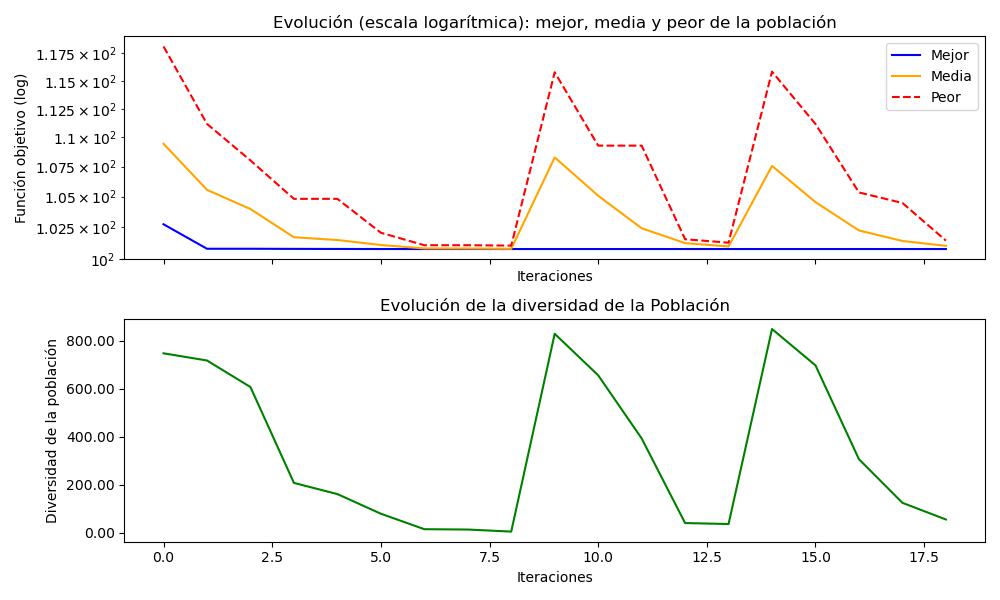 Evolución (escala logarítmica): mejor, media y peor de la población
Función objetivo (log)
1.175 × 10²
1.15 × 10²
1.125 × 10²
1.1 × 10²
1.075 × 10²
1.05 × 10²
1.025 × 10²
10²
Mejor
Media
Peor
Iteraciones
Evolución de la diversidad de la Población
Diversidad de la población
800.00
600.00
400.00
200.00
0.00
0.0 2.5 5.0 7.5 10.0 12.5 15.0 17.5
Iteraciones